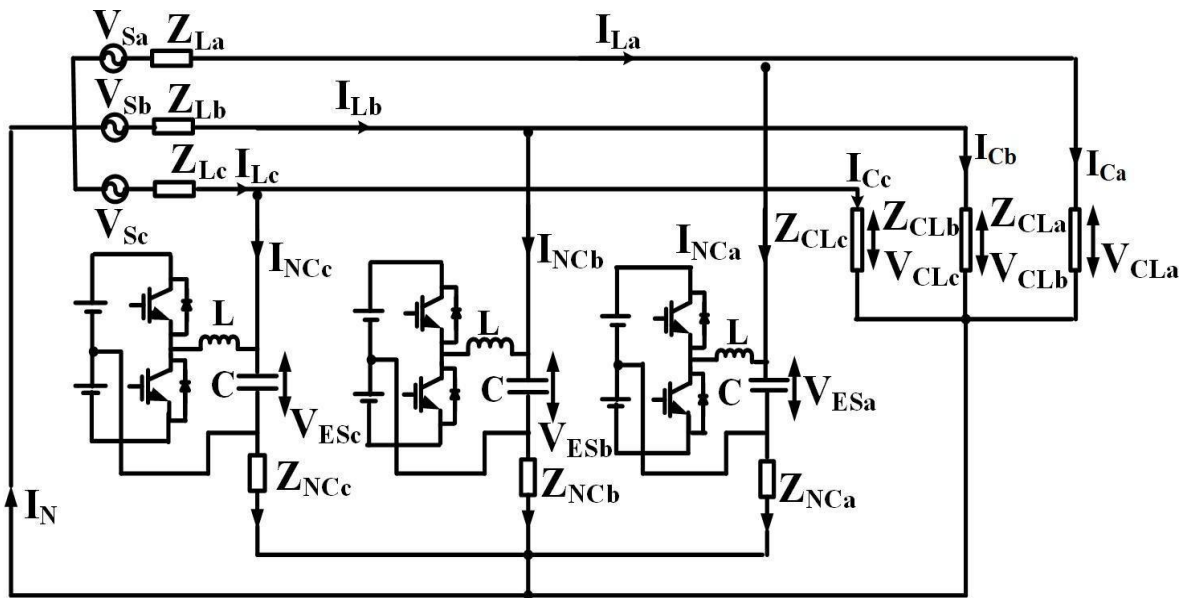 V_Sa Z_La I_La
V_Sb Z_Lb I_Lb
Z_Lc I_Lc I_Cc I_Cb I_Ca
V_Sc
I_NCc I_NCb I_NCa Z_CLc Z_CLb Z_CLa
V_CLc V_CLb V_CLa
L L L
C C C
V_ESc V_ESb V_ESa
Z_NCc Z_NCb Z_NCa
I_N